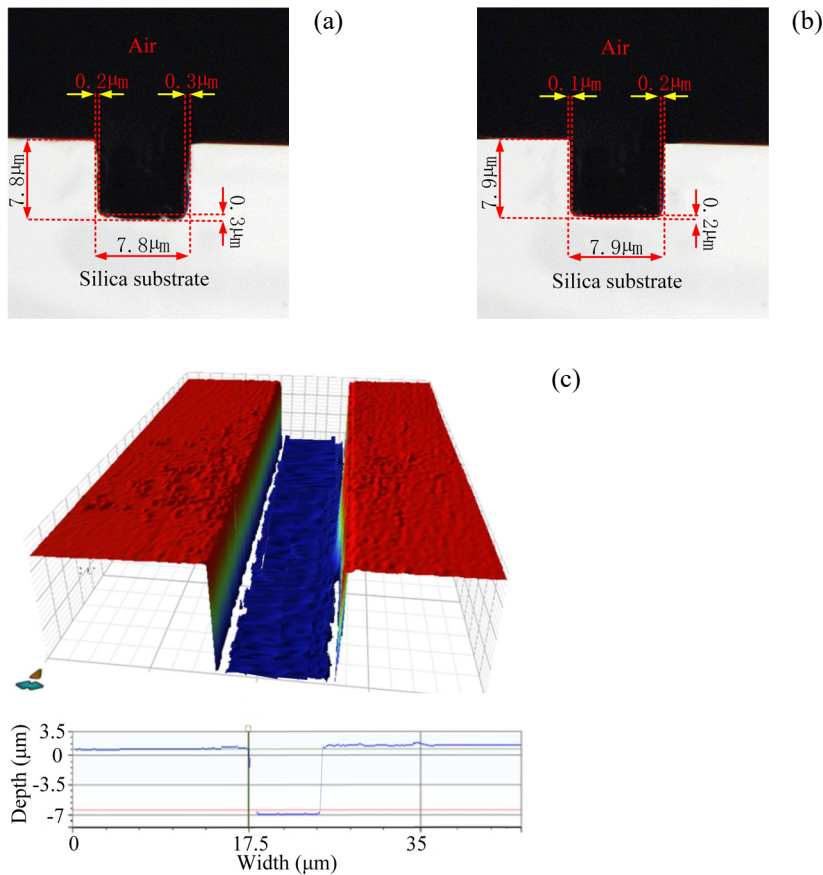 (a)
Air
0.2μm
0.3μm
7.8μm
0.3μm
7.8μm
Silica substrate
(b)
Air
0.1μm
0.2μm
7.9μm
0.2μm
7.9μm
Silica substrate
(c)
Depth (μm)
3.5
0
-3.5
-7
0
17.5
35
Width (μm)